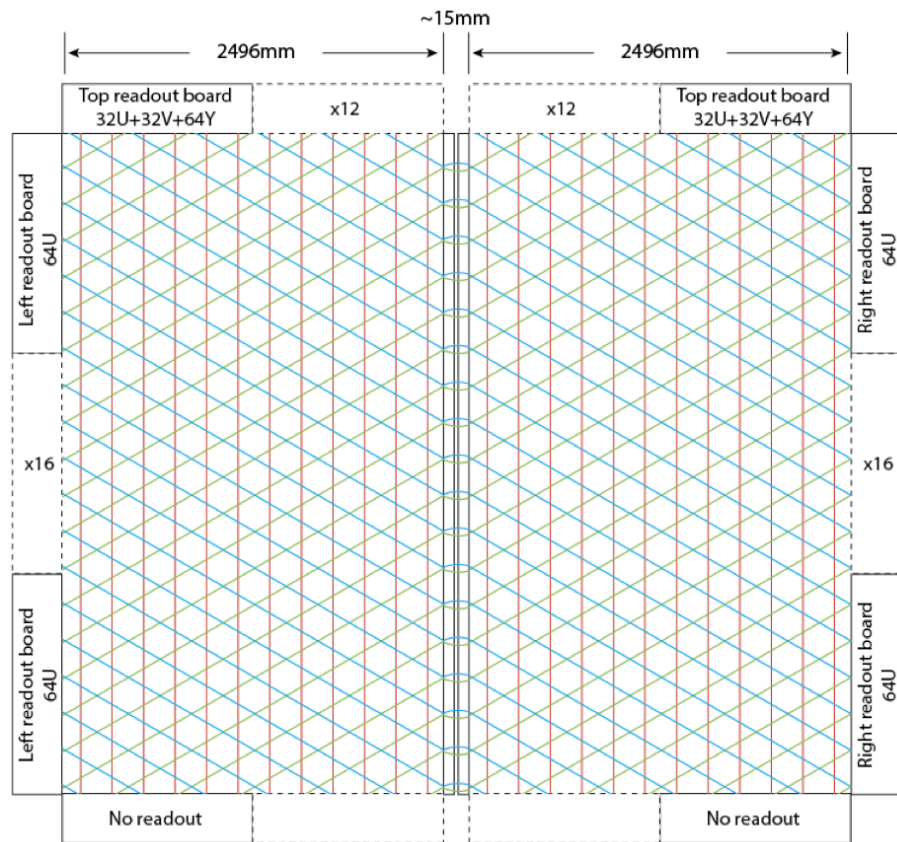 ~15mm
2496mm
2496mm
Top readout board
32U+32V+64Y
x12
x12
Top readout board
32U+32V+64Y
Left readout board
64U
Right readout board
64U
x16
x16
Left readout board
64U
Right readout board
64U
No readout
No readout